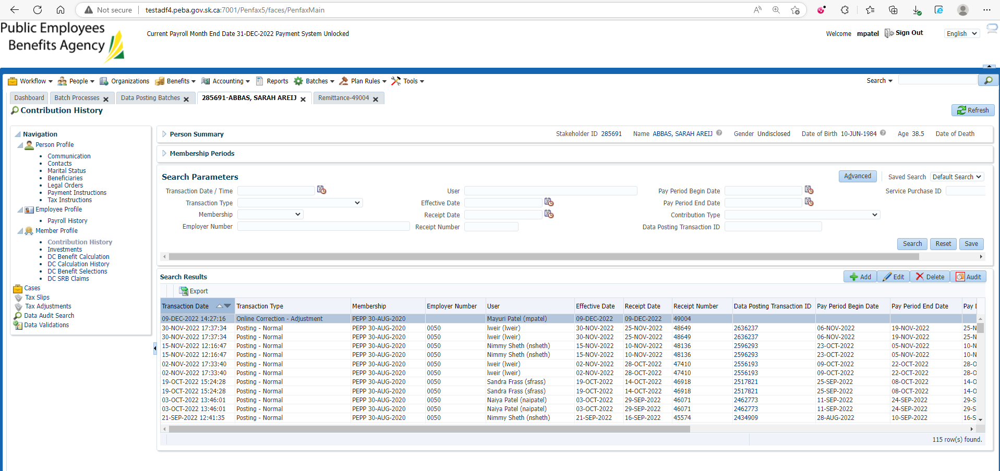 Not secure testadf4.peba.gov.sk.ca:7001/Penfax5/faces/PenfaxMain
Public Employees
Benefits Agency
Current Payroll Month End Date 31-DEC-2022 Payment System Unlocked
Welcome mpatel Sign Out English
Workflow People Organizations Benefits Accounting Reports Batches Plan Rules Tools Search
Dashboard Batch Processes Data Posting Batches 285691-ABBAS, SARAH AREIJ Remittance-49004
Contribution History Refresh
Navigation
Person Profile
Communication
Contacts
Marital Status
Beneficiaries
Legal Orders
Payment Instructions
Tax Instructions
Employee Profile
Payroll History
Member Profile
Contribution History
Investments
DC Benefit Calculation
DC Calculation History
DC Benefit Selections
DC SRB Claims
Cases
Tax Slips
Tax Adjustments
Data Audit Search
Data Validations
Person Summary Stakeholder ID 285691 Name ABBAS, SARAH AREIJ Gender Undisclosed Date of Birth 10-JUN-1984 Age 38.5 Date of Death
Membership Periods
Search Parameters Advanced Saved Search Default Search
Transaction Date / Time User Pay Period Begin Date Service Purchase ID
Transaction Type Effective Date Pay Period End Date
Membership Receipt Date Contribution Type
Employer Number Receipt Number Data Posting Transaction ID
Search Reset Save
Search Results Add Edit Delete Audit
Export
Transaction Date Transaction Type Membership Employer Number User Effective Date Receipt Date Receipt Number Data Posting Transaction ID Pay Period Begin Date Pay Period End Date Pay
09-DEC-2022 14:27:16 Online Correction - Adjustment PEPP 30-AUG-2020 Mayuri Patel (mpatel) 09-DEC-2022 09-DEC-2022 49004
30-NOV-2022 17:37:34 Posting - Normal PEPP 30-AUG-2020 0050 lweir (lweir) 30-NOV-2022 25-NOV-2022 48649 2636237 06-NOV-2022 19-NOV-2022 25-N
30-NOV-2022 17:37:34 Posting - Normal PEPP 30-AUG-2020 0050 lweir (lweir) 30-NOV-2022 25-NOV-2022 48649 2636237 06-NOV-2022 19-NOV-2022 25-N
15-NOV-2022 12:16:47 Posting - Normal PEPP 30-AUG-2020 0050 Nimmy Sheth (nsheth) 15-NOV-2022 10-NOV-2022 48136 2596293 23-OCT-2022 05-NOV-2022 10-N
15-NOV-2022 12:16:47 Posting - Normal PEPP 30-AUG-2020 0050 Nimmy Sheth (nsheth) 15-NOV-2022 10-NOV-2022 48136 2596293 23-OCT-2022 05-NOV-2022 10-N
02-NOV-2022 17:33:40 Posting - Normal PEPP 30-AUG-2020 0050 lweir (lweir) 02-NOV-2022 28-OCT-2022 47410 2556193 09-OCT-2022 22-OCT-2022 28-O
02-NOV-2022 17:33:40 Posting - Normal PEPP 30-AUG-2020 0050 lweir (lweir) 02-NOV-2022 28-OCT-2022 47410 2556193 09-OCT-2022 22-OCT-2022 28-O
19-OCT-2022 15:24:28 Posting - Normal PEPP 30-AUG-2020 0050 Sandra Frass (sfrass) 19-OCT-2022 14-OCT-2022 46918 2517821 25-SEP-2022 08-OCT-2022 14-O
19-OCT-2022 15:24:28 Posting - Normal PEPP 30-AUG-2020 0050 Sandra Frass (sfrass) 19-OCT-2022 14-OCT-2022 46918 2517821 25-SEP-2022 08-OCT-2022 14-O
03-OCT-2022 13:46:01 Posting - Normal PEPP 30-AUG-2020 0050 Naiya Patel (naipatel) 03-OCT-2022 29-SEP-2022 46071 2462773 11-SEP-2022 24-SEP-2022 29-S
03-OCT-2022 13:46:01 Posting - Normal PEPP 30-AUG-2020 0050 Naiya Patel (naipatel) 03-OCT-2022 29-SEP-2022 46071 2462773 11-SEP-2022 24-SEP-2022 29-S
21-SEP-2022 12:41:35 Posting - Normal PEPP 30-AUG-2020 0050 Nimmy Sheth (nsheth) 21-SEP-2022 16-SEP-2022 45574 2434909 28-AUG-2022 10-SEP-2022 16-S
115 row(s) found.